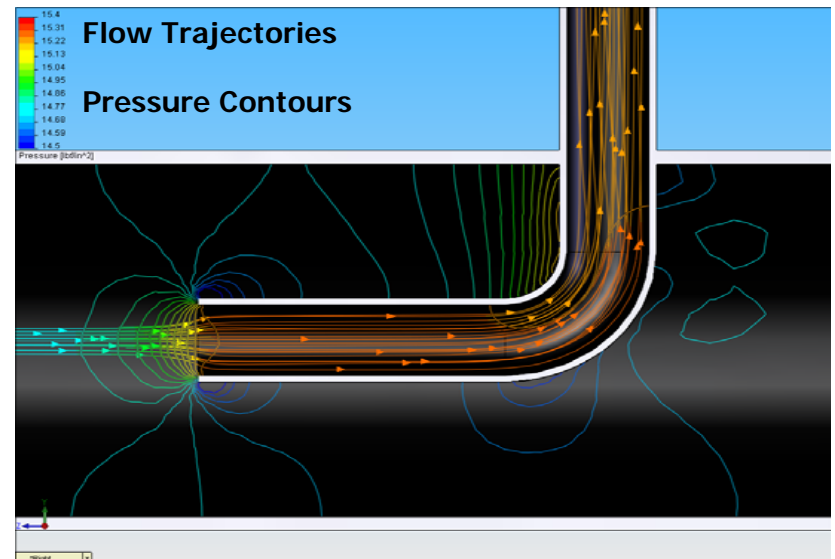 15.4
15.31
15.22
15.13
15.04
14.95
14.86
14.77
14.68
14.59
14.5
Pressure [lbf/in^2]
Flow Trajectories
Pressure Contours
Y
Z